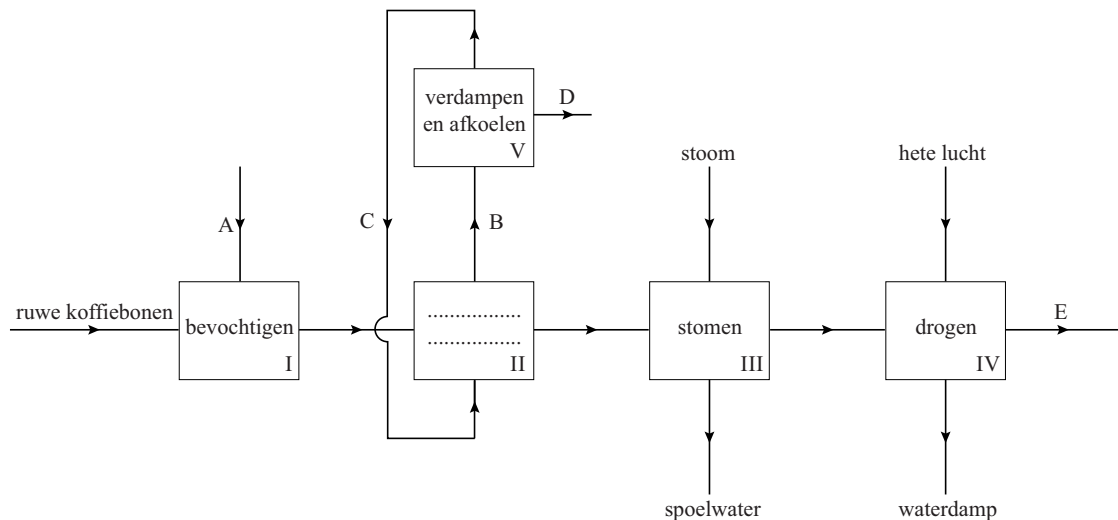 verdampen
en afkoelen
V
D
stoom
hete lucht
A
C
B
ruwe koffiebonen
bevochtigen
I
....................
....................
II
stomen
III
drogen
IV
E
spoelwater
waterdamp